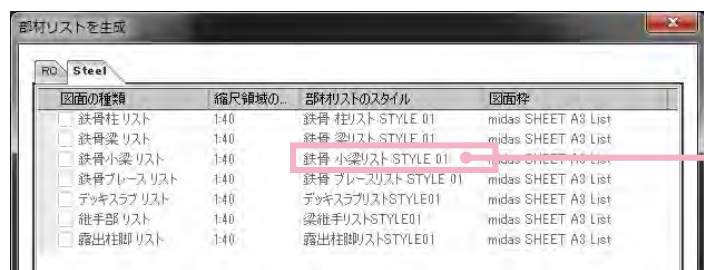 部材リストを生成
RC Steel
図面の種類 縮尺領域の... 部材リストのスタイル 図面枠
鉄骨柱リスト 1:40 鉄骨 柱リスト STYLE 01 midas SHEET A3 List
鉄骨梁リスト 1:40 鉄骨 梁リスト STYLE 01 midas SHEET A3 List
鉄骨小梁リスト 1:40 鉄骨 小梁リスト STYLE 01 midas SHEET A3 List
鉄骨ブレースリスト 1:40 鉄骨 ブレースリスト STYLE 01 midas SHEET A3 List
デッキスラブリスト 1:40 デッキスラブリストSTYLE01 midas SHEET A3 List
継手部リスト 1:40 梁継手リストSTYLE01 midas SHEET A3 List
露出柱脚リスト 1:40 露出柱脚リストSTYLE01 midas SHEET A3 List